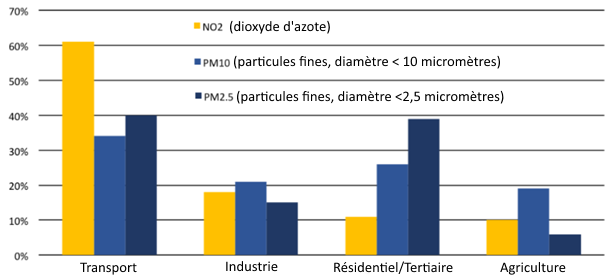 70%
NO2 (dioxyde d'azote)
60%
PM10 (particules fines, diamètre < 10 micromètres)
50%
PM2.5 (particules fines, diamètre <2,5 micromètres)
40%
30%
20%
10%
0%
Transport Industrie Résidentiel/Tertiaire Agriculture